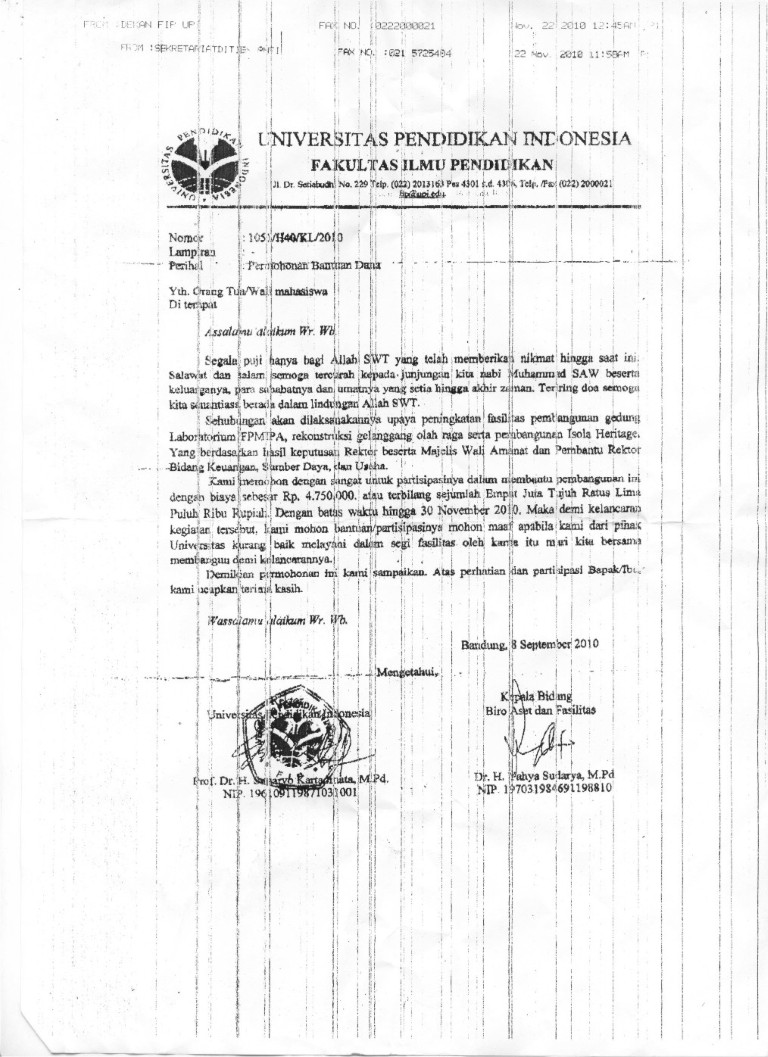 FROM :DEKAN FIP UPI FAX NO. :0222000021 Nov. 22 2010 12:45AM
FROM :SEKRETARIATDITJE FAX NO. :021 5725484 22 Nov. 2010 11:58AM
UNIVERSITAS PENDIDIKAN INDONESIA
UNIVERSITAS PENDIDIKAN INDONESIA
FAKULTAS ILMU PENDIDIKAN
Jl. Dr. Setiabudhi No. 229 Telp. (022) 2013163 Pes 4301 s.d. 4306, Telp. /Fax (022) 2000021
fip@upi.edu
Nomor : 1051/H40/KL/2010
Lampiran : -
Perihal : Permohonan Bantuan Dana
Yth. Orang Tua/Wali mahasiswa
Di tempat
Assalamu'alaikum Wr. Wb
Segala puji hanya bagi Allah SWT yang telah memberikan nikmat hingga saat ini.
Salawat dan salam semoga tercurah kepada junjungan kita nabi Muhammad SAW beserta
keluarganya, para sahabatnya dan umatnya yang setia hingga akhir zaman. Teriring doa semoga
kita senantiasa berada dalam lindungan Allah SWT.
Sehubungan akan dilaksanakannya upaya peningkatan fasilitas pembangunan gedung
Laboratorium FPMIPA, rekonstruksi gelanggang olah raga serta pembangunan Isola Heritage.
Yang berdasarkan hasil keputusan Rektor beserta Majelis Wali Amanat dan Pembantu Rektor
Bidang Keuangan, Sumber Daya, dan Usaha.
Kami memohon dengan sangat untuk partisipasinya dalam membantu pembangunan ini
dengan biaya sebesar Rp. 4.750.000. atau terbilang sejumlah Empat Juta Tujuh Ratus Lima
Puluh Ribu Rupiah. Dengan batas waktu hingga 30 November 2010. Maka demi kelancaran
kegiatan tersebut, kami mohon bantuan/partisipasinya mohon maaf apabila kami dari pihak
Universitas kurang baik melayani dalam segi fasilitas oleh karna itu mari kita bersama
membangun demi kelancarannya.
Demikian permohonan ini kami sampaikan. Atas perhatian dan partisipasi Bapak/Ibu
kami ucapkan terima kasih.
Wassalamu'alaikum Wr. Wb.
Bandung, 8 September 2010
Mengetahui,
Rektor
Universitas Pendidikan Indonesia
Prof. Dr. H. Sunaryo Kartadinata, M.Pd.
NIP. 196109119871031001
Kepala Bidang
Biro Aset dan Fasilitas
Dr. H. Yahya Sudarya, M.Pd
NIP. 197031984691198810